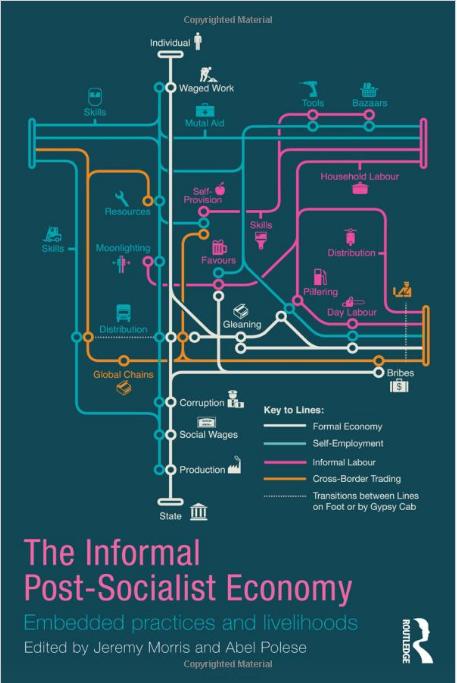 Copyrighted Material
Individual
Waged Work
Skills
Mutal Aid
Tools
Bazaars
Household Labour
Self-
Provision
Resources
Skills
Skills
Moonlighting
Favours
Distribution
Pilfering
Day Labour
Distribution
Gleaning
Global Chains
Bribes
$
Corruption
Social Wages
Production
State
Key to Lines:
Formal Economy
Self-Employment
Informal Labour
Cross-Border Trading
Transitions between Lines
on Foot or by Gypsy Cab
The Informal
Post-Socialist Economy
Embedded practices and livelihoods
Edited by Jeremy Morris and Abel Polese
ROUTLEDGE
Copyrighted Material